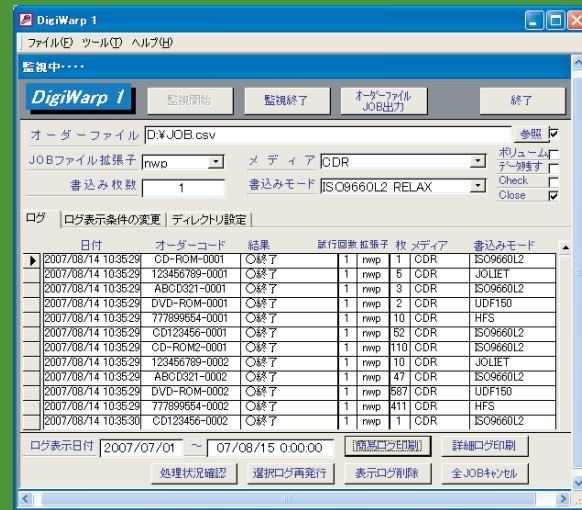 DigiWarp 1
ファイル(F) ツール(T) ヘルプ(H)
監視中・・・・
DigiWarp 1 監視開始 監視終了 オーダーファイル JOB出力 終了
オーダーファイル D:¥JOB.csv 参照
JOBファイル拡張子 nwp メディア CDR ボリューム
データ残す
書込み枚数 1 書込みモード ISO9660L2 RELAX Check
Close
ログ ログ表示条件の変更 ディレクトリ設定
日付 オーダーコード 結果 試行回数 拡張子 枚 メディア 書込みモード
2007/08/14 10:35:29 CD-ROM-0001 〇終了 1 nwp 1 CDR ISO9660L2
2007/08/14 10:35:29 123456789-0001 〇終了 1 nwp 5 CDR JOLIET
2007/08/14 10:35:29 ABCD321-0001 〇終了 1 nwp 3 CDR ISO9660L2
2007/08/14 10:35:29 DVD-ROM-0001 〇終了 1 nwp 2 CDR UDF150
2007/08/14 10:35:29 777899554-0001 〇終了 1 nwp 10 CDR HFS
2007/08/14 10:35:29 CD123456-0001 〇終了 1 nwp 52 CDR ISO9660L2
2007/08/14 10:35:29 CD-ROM2-0001 〇終了 1 nwp 110 CDR ISO9660L2
2007/08/14 10:35:29 123456789-0002 〇終了 1 nwp 10 CDR JOLIET
2007/08/14 10:35:29 ABCD321-0002 〇終了 1 nwp 47 CDR ISO9660L2
2007/08/14 10:35:29 DVD-ROM-0002 〇終了 1 nwp 587 CDR UDF150
2007/08/14 10:35:29 777899554-0002 〇終了 1 nwp 411 CDR HFS
2007/08/14 10:35:30 CD123456-0002 〇終了 1 nwp 1 CDR ISO9660L2
ログ表示日付 2007/07/01 ～ 07/08/15 0:00:00 簡易ログ印刷 詳細ログ印刷
処理状況確認 選択ログ再発行 表示ログ削除 全JOBキャンセル